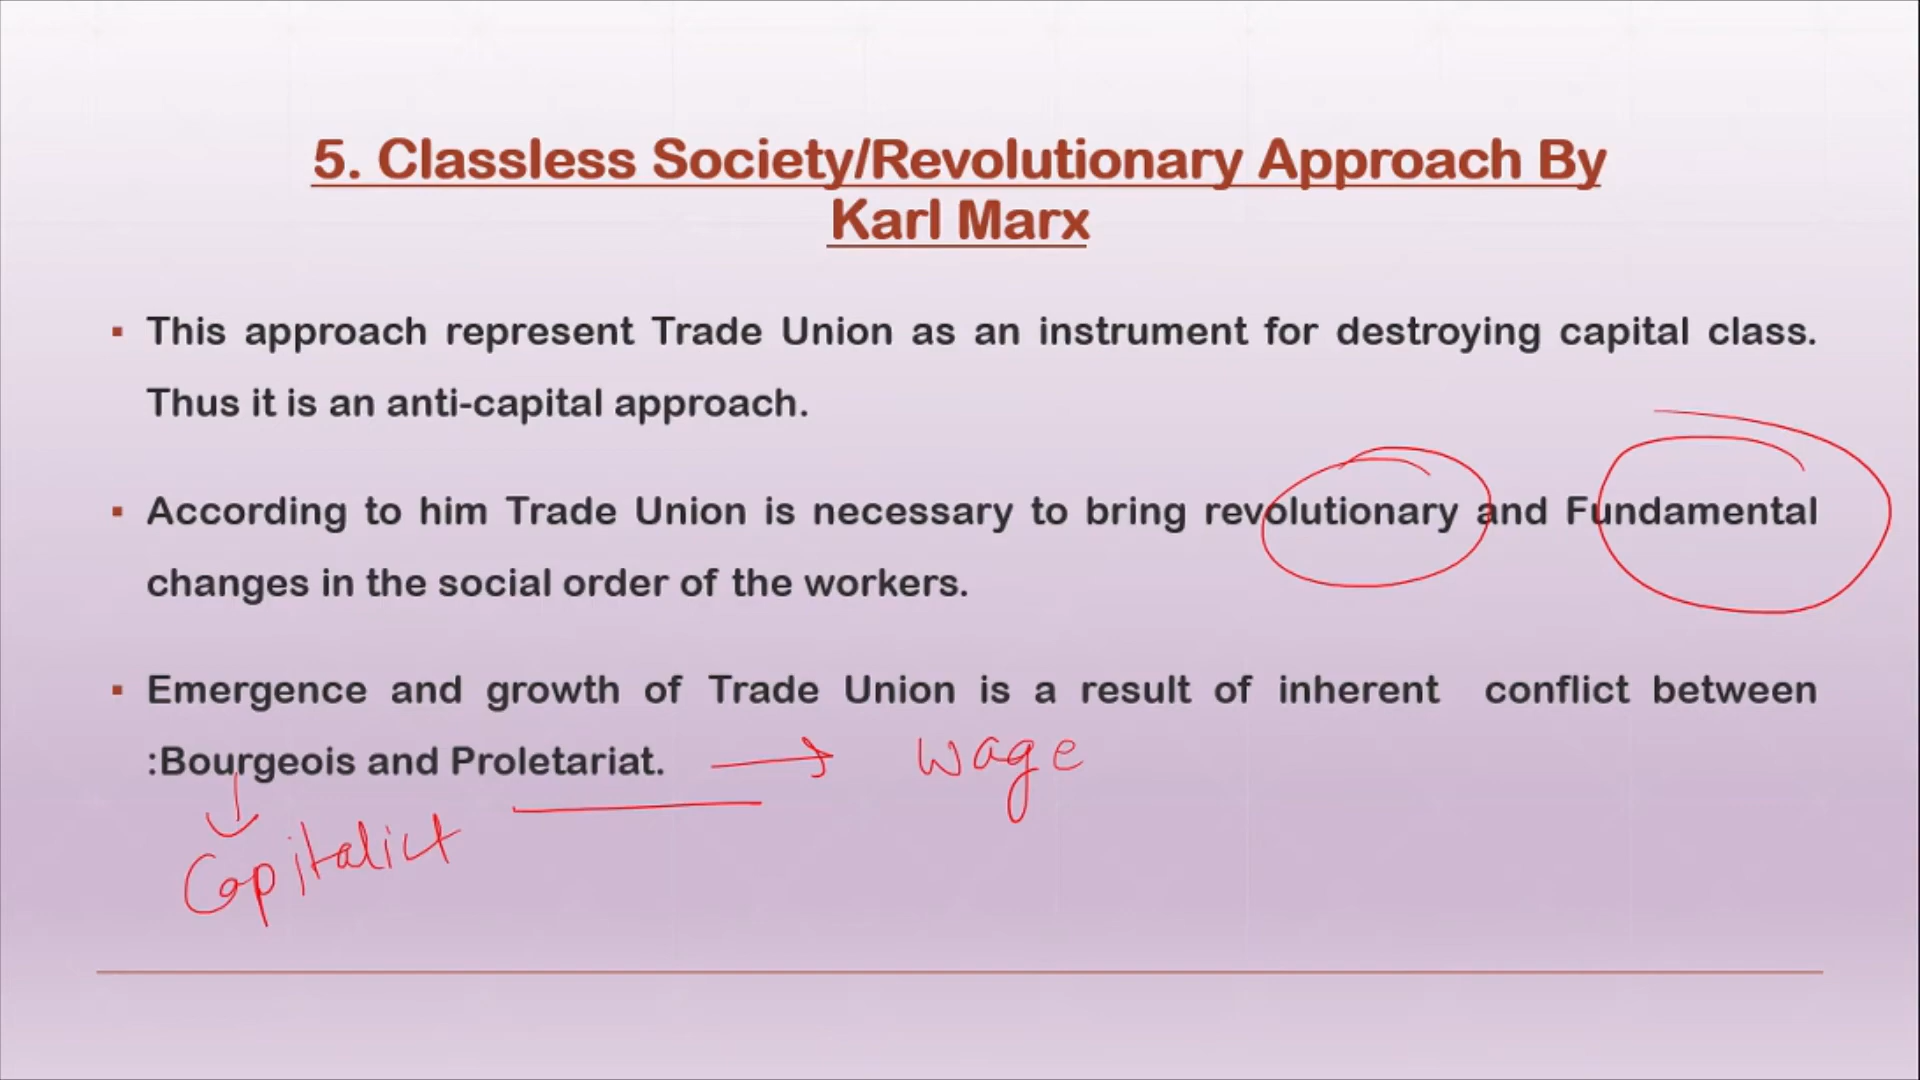 5. Classless Society/Revolutionary Approach By
Karl Marx
▪ This approach represent Trade Union as an instrument for destroying capital class.
Thus it is an anti-capital approach.
▪ According to him Trade Union is necessary to bring revolutionary and Fundamental
changes in the social order of the workers.
▪ Emergence and growth of Trade Union is a result of inherent conflict between
:Bourgeois and Proletariat. → wage
Capitalist